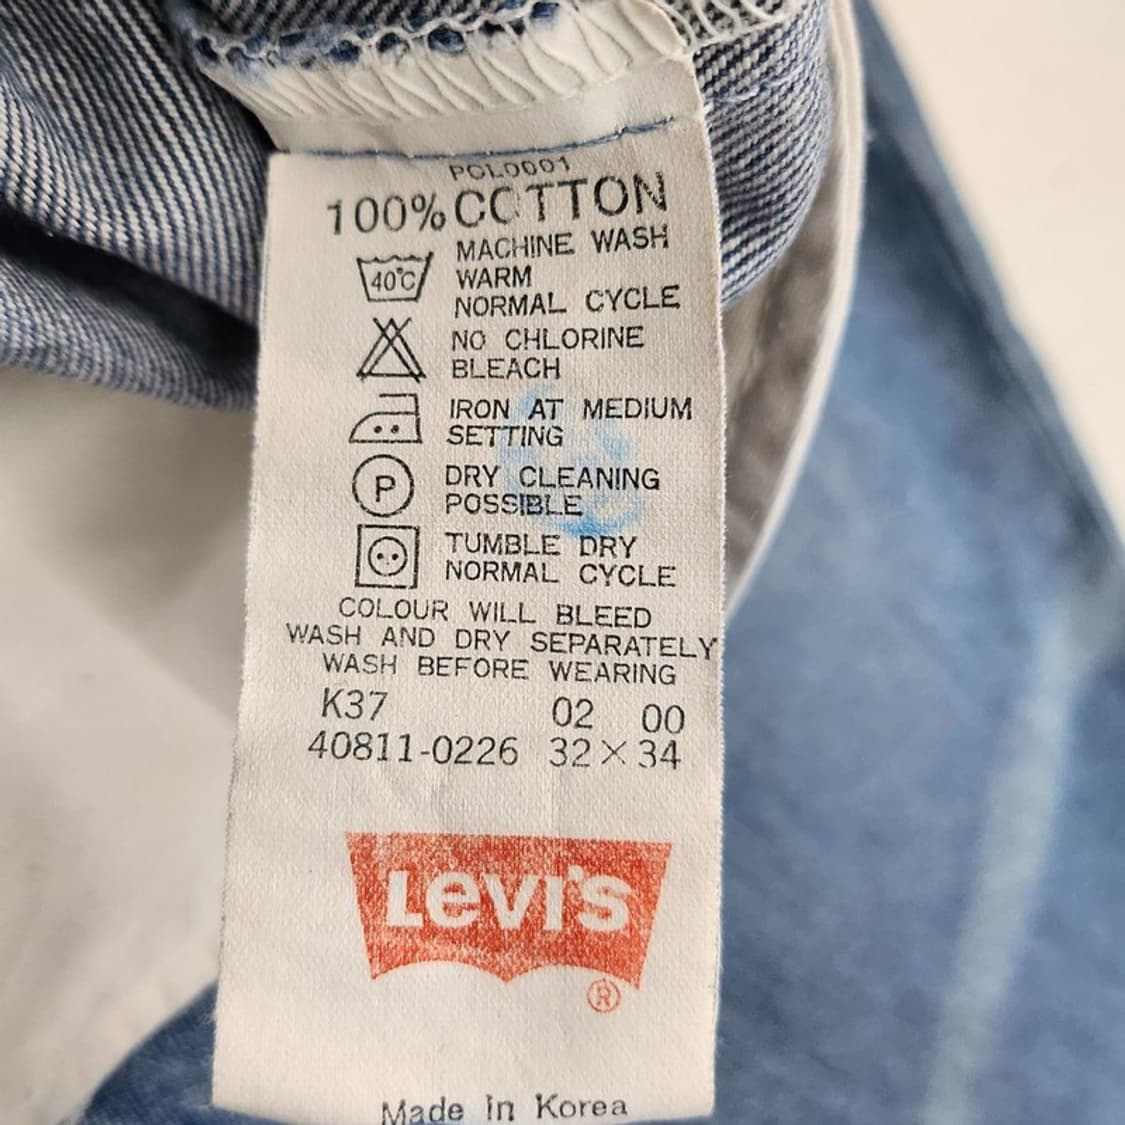 PCL0001
100% COTTON
40°C
MACHINE WASH
WARM
NORMAL CYCLE
NO CHLORINE
BLEACH
IRON AT MEDIUM
SETTING
P
DRY CLEANING
POSSIBLE
TUMBLE DRY
NORMAL CYCLE
COLOUR WILL BLEED
WASH AND DRY SEPARATELY
WASH BEFORE WEARING
K37 02 00
40811-0226 32×34
Levi's
®
Made in Korea